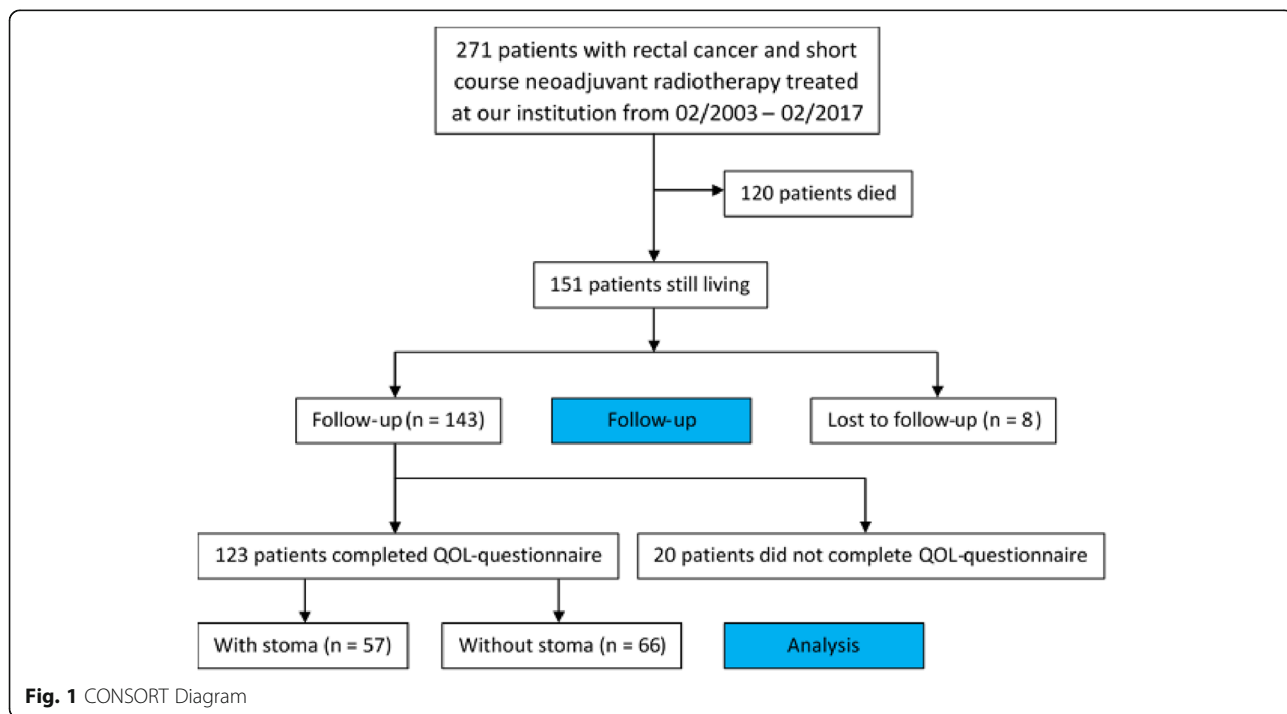 271 patients with rectal cancer and short
course neoadjuvant radiotherapy treated
at our institution from 02/2003 – 02/2017
120 patients died
151 patients still living
Follow-up (n = 143)
Follow-up
Lost to follow-up (n = 8)
123 patients completed QOL-questionnaire
20 patients did not complete QOL-questionnaire
With stoma (n = 57)
Without stoma (n = 66)
Analysis
Fig. 1 CONSORT Diagram